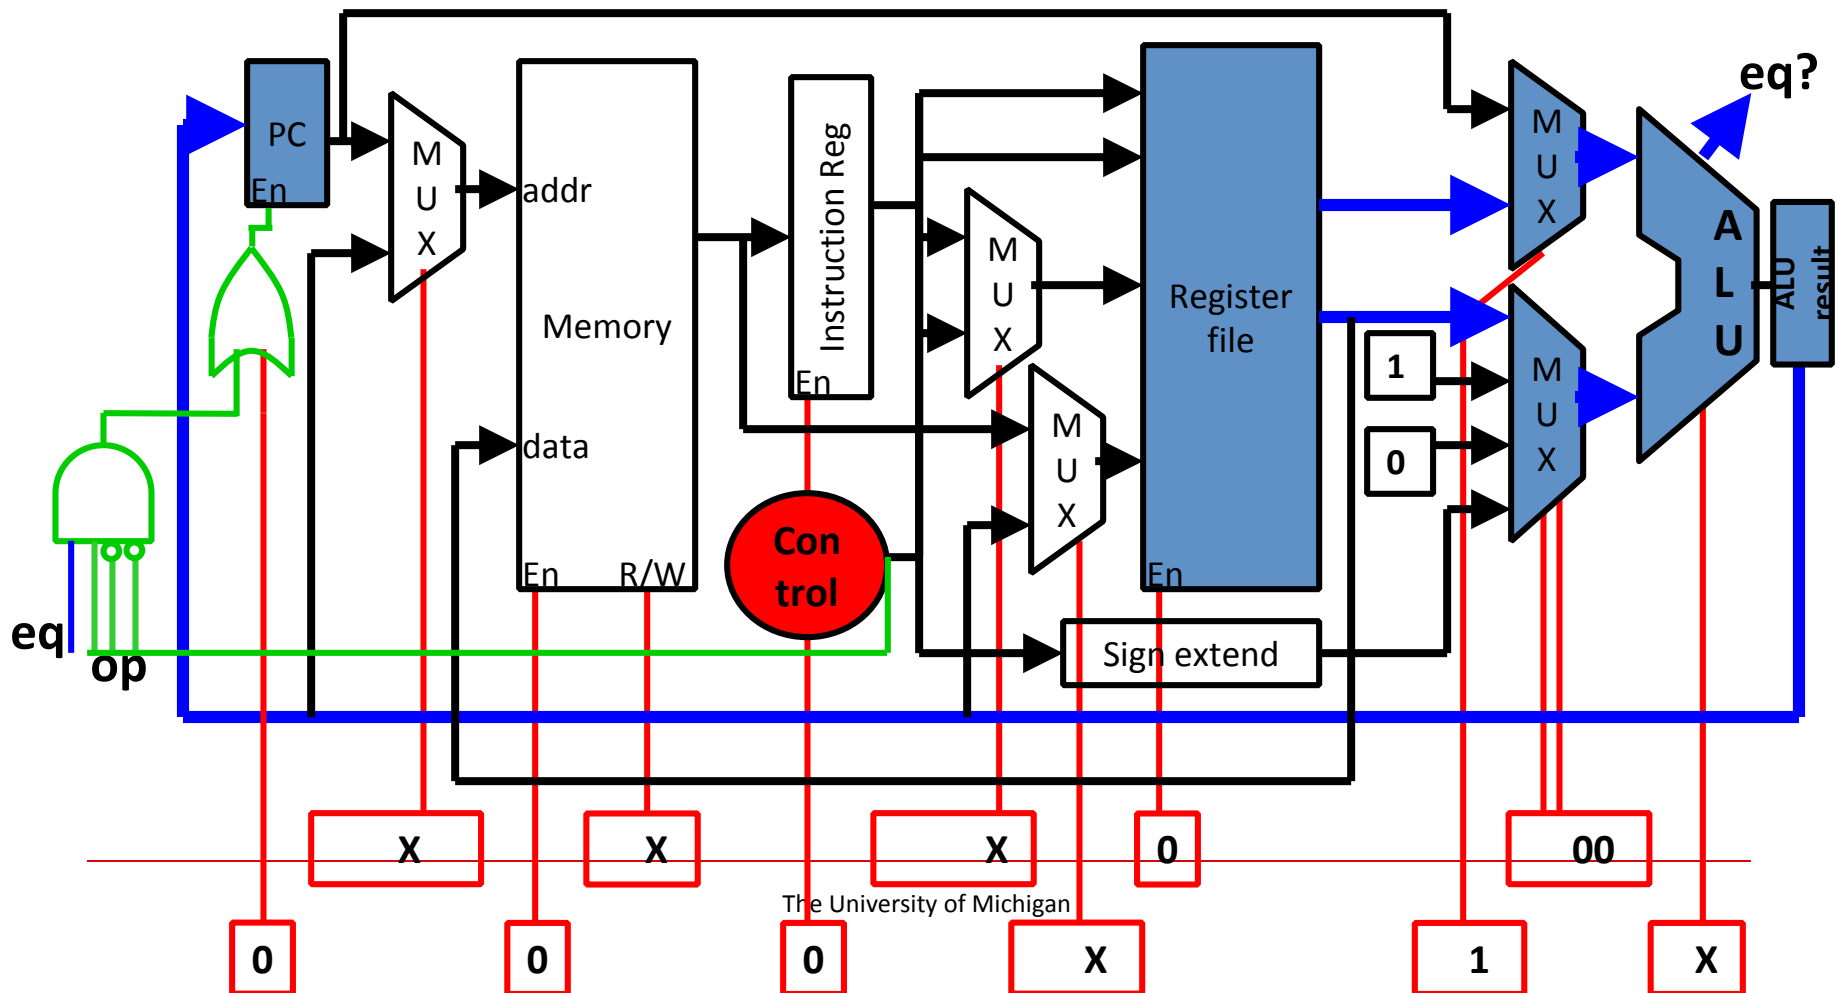 eq?
PC
En
M
U
X
addr
Memory
data
En
R/W
Instruction Reg
En
M
U
X
M
U
X
Con
trol
Register
file
En
Sign extend
1
0
M
U
X
M
U
X
A
L
U
ALU
result
eq
op
X
X
X
0
00
The University of Michigan
0
0
0
X
1
X